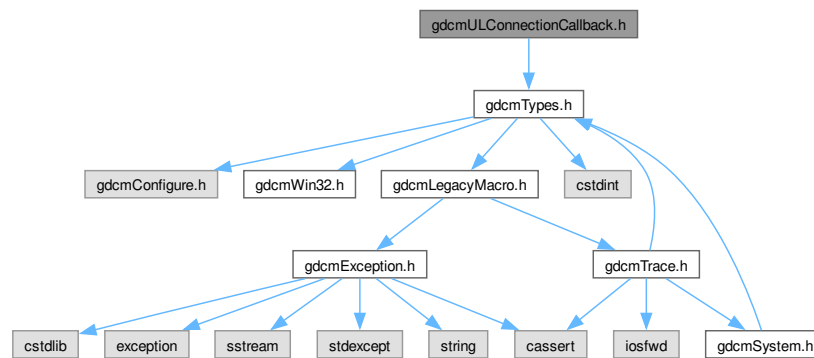 gdcmULConnectionCallback.h
gdcmTypes.h
gdcmConfigure.h
gdcmWin32.h
gdcmLegacyMacro.h
cstdint
gdcmException.h
gdcmTrace.h
cstdlib
exception
sstream
stdexcept
string
cassert
iosfwd
gdcmSystem.h